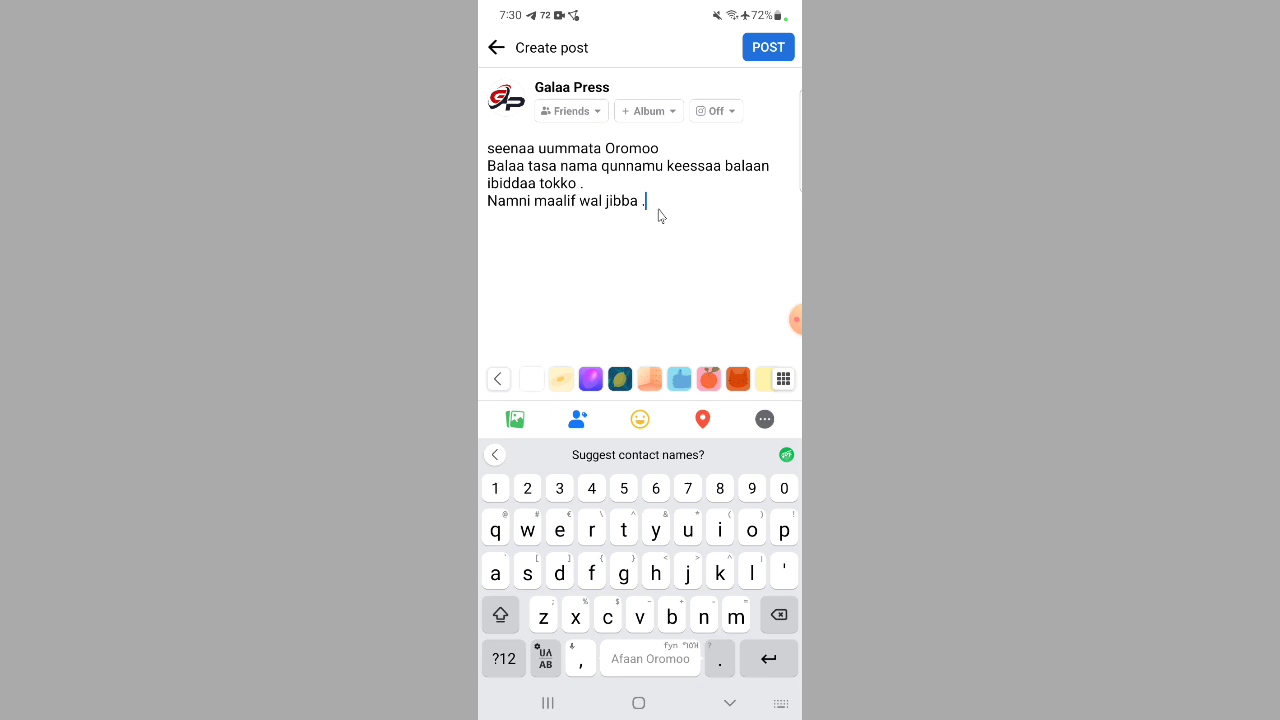 7:30 72 72%
Create post POST
GP
Galaa Press
Friends + Album Off
seenaa uummata Oromoo
Balaa tasa nama qunnamu keessaa balaan
ibiddaa tokko .
Namni maalif wal jibba .
Suggest contact names?
1 2 3 4 5 6 7 8 9 0
@ # € \ ^ & * ( ) !
q w e r t y u i o p
a s d f g h j k l '
z x c v b n m
?12 , Afaan Oromoo .